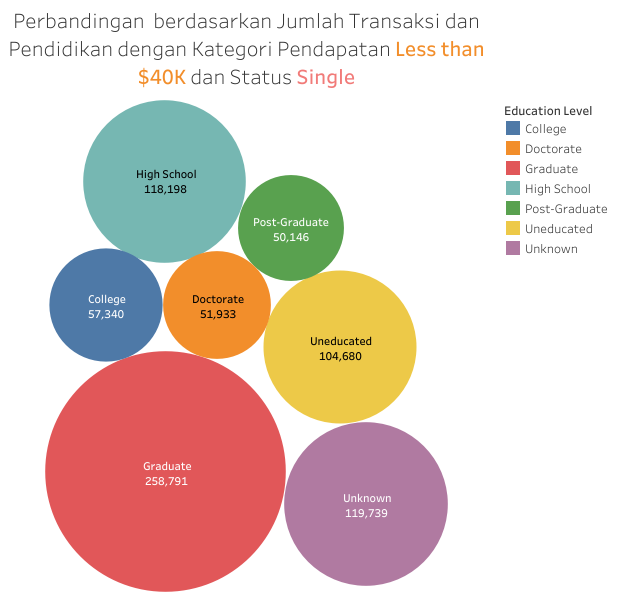 Perbandingan  berdasarkan Jumlah Transaksi dan
Pendidikan dengan Kategori Pendapatan Less than
$40K dan Status Single
Education Level
College
Doctorate
Graduate
High School
Post-Graduate
Uneducated
Unknown
High School
118,198
Post-Graduate
50,146
College
57,340
Doctorate
51,933
Uneducated
104,680
Graduate
258,791
Unknown
119,739